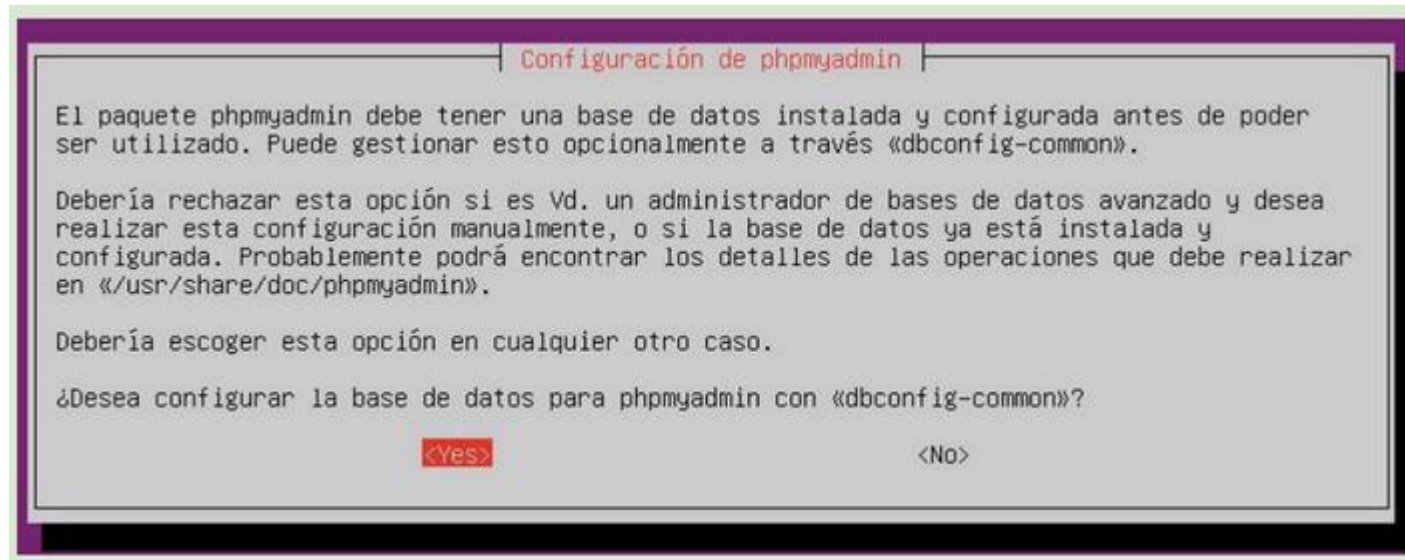 Configuración de phpmyadmin
El paquete phpmyadmin debe tener una base de datos instalada y configurada antes de poder
ser utilizado. Puede gestionar esto opcionalmente a través «dbconfig-common».
Debería rechazar esta opción si es Vd. un administrador de bases de datos avanzado y desea
realizar esta configuración manualmente, o si la base de datos ya está instalada y
configurada. Probablemente podrá encontrar los detalles de las operaciones que debe realizar
en «/usr/share/doc/phpmyadmin».
Debería escoger esta opción en cualquier otro caso.
¿Desea configurar la base de datos para phpmyadmin con «dbconfig-common»?
<Yes> <No>